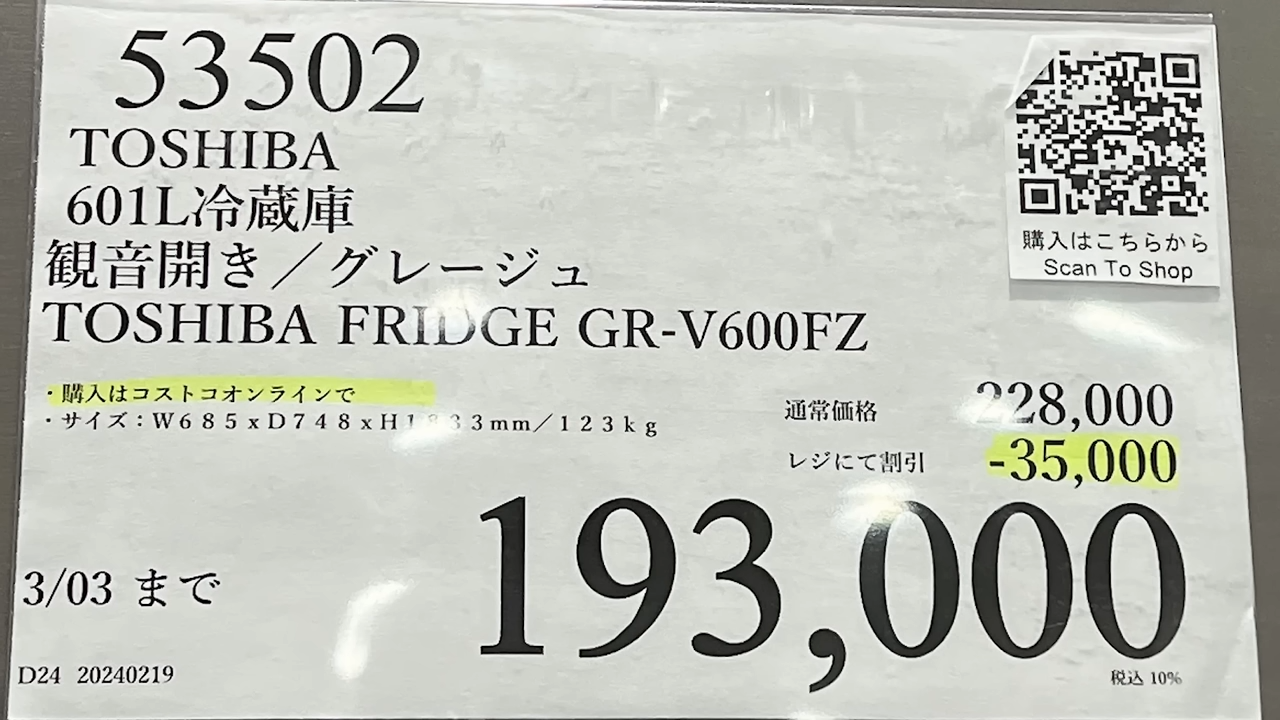 53502
TOSHIBA
601L冷蔵庫
観音開き／グレージュ
TOSHIBA FRIDGE GR-V600FZ
購入はこちらから
Scan To Shop
・購入はコストコオンラインで
・サイズ：Ｗ６８５ｘＤ７４８ｘＨ１８３３ｍｍ／１２３ｋｇ
通常価格 228,000
レジにて割引 -35,000
193,000
3/03 まで
D24 20240219
税込 10%